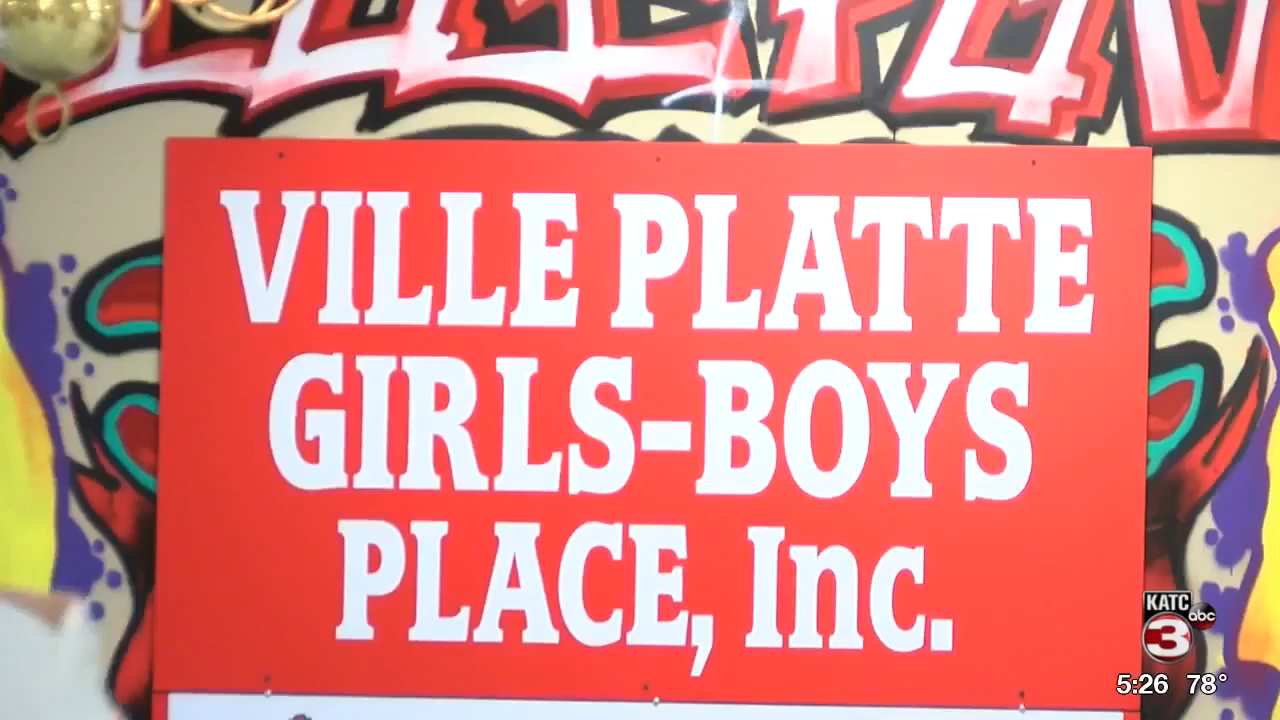 VILLE PLATTE
GIRLS-BOYS
PLACE, Inc.
KATC
abc
3
5:26 78°